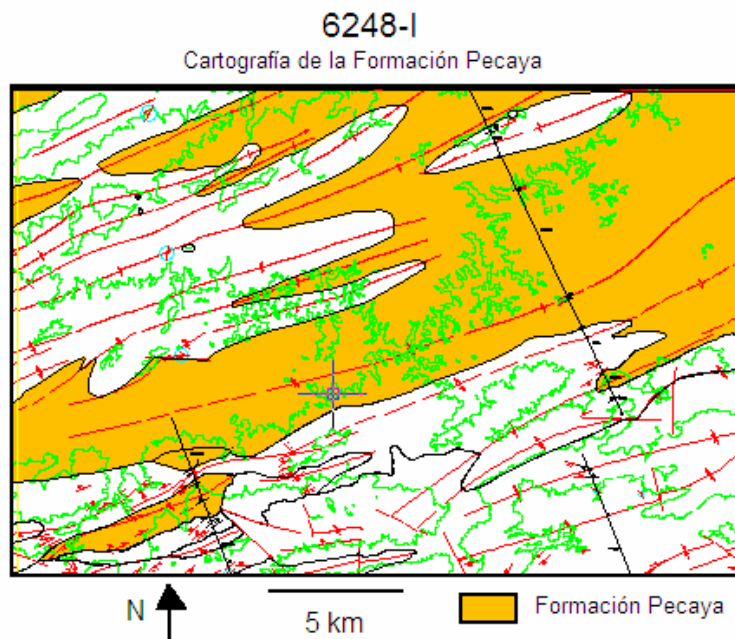 6248-I
Cartografía de la Formación Pecaya
N
5 km
Formación Pecaya